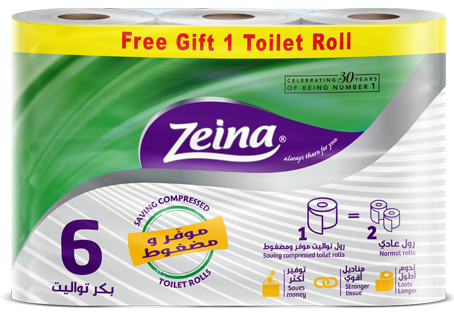 Free Gift 1 Toilet Roll
CELEBRATING 30 YEARS
OF BEING NUMBER 1
Zeina®
always there for you
6
بكر تواليت
SAVING COMPRESSED
موفر و
مضغوط
TOILET ROLLS
1 = 2
رول تواليت موفر ومضغوط
Saving compressed toilet rolls
رول عادي
Normal rolls
توفير
أكثر
Saves
money
مناديل
أقوى
Stronger
tissue
تدوم
أطول
Lasts
Longer